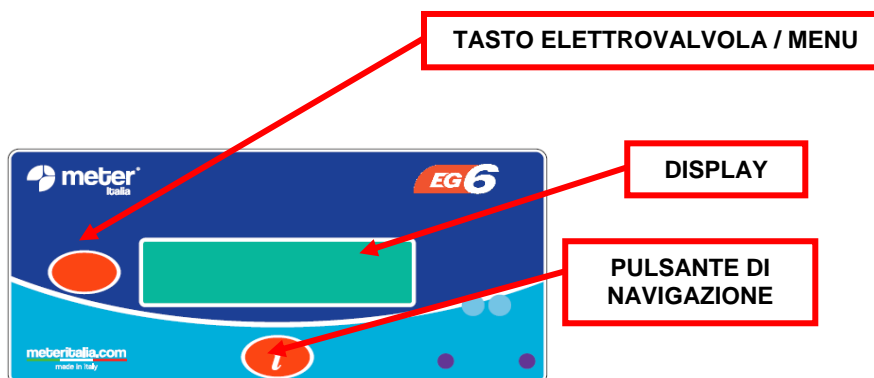 TASTO ELETTROVALVOLA / MENU
meter
Italia
EG6
DISPLAY
PULSANTE DI
NAVIGAZIONE
meteritalia.com
made in Italy
i